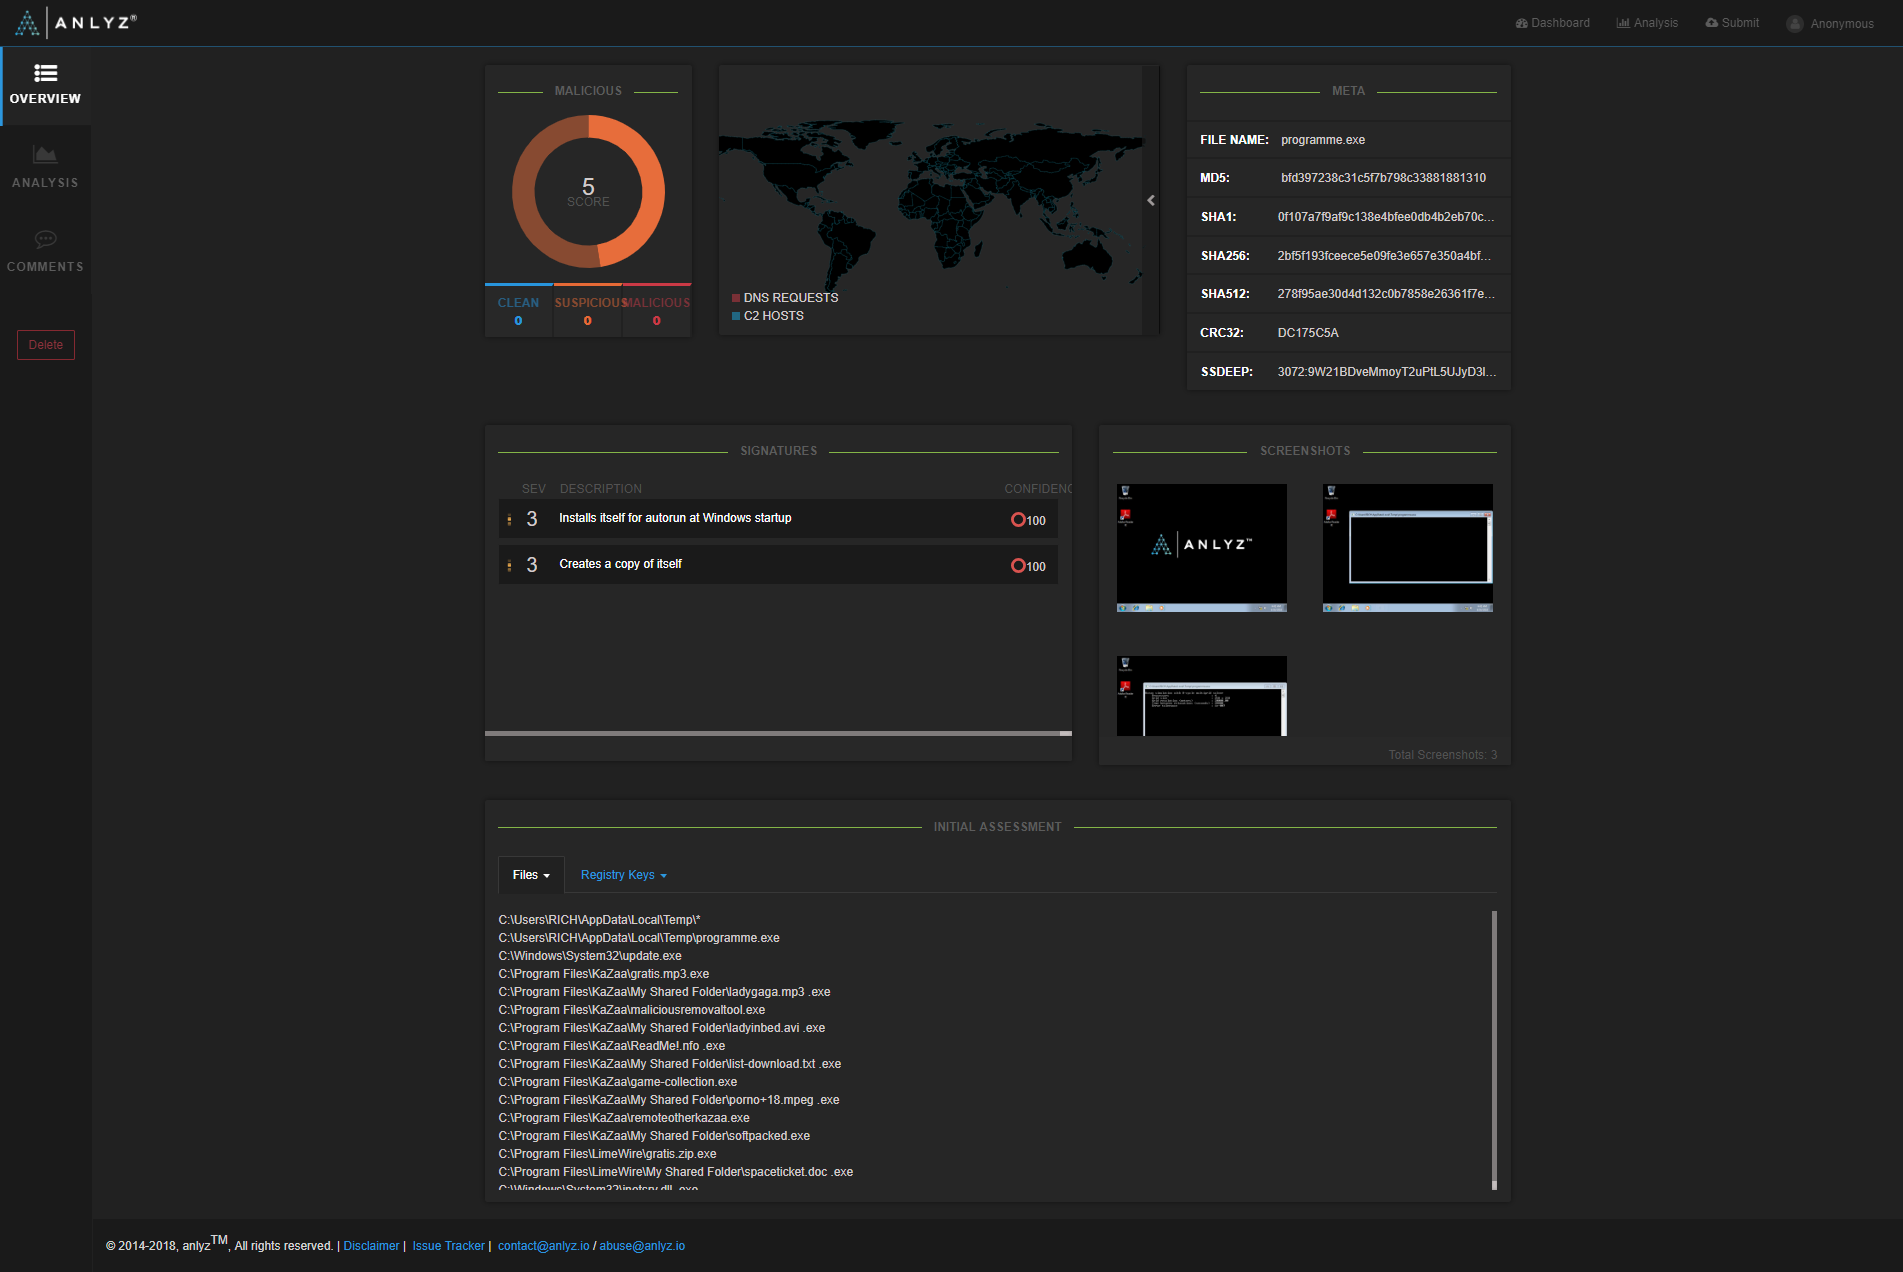 ANLYZ®
Dashboard
Analysis
Submit
Anonymous
OVERVIEW
ANALYSIS
COMMENTS
Delete
MALICIOUS
5
SCORE
CLEAN
0
SUSPICIOUS
0
MALICIOUS
0
DNS REQUESTS
C2 HOSTS
META
FILE NAME: programme.exe
MD5: bfd397238c31c5f7b798c33881881310
SHA1: 0f107a7f9af9c138e4bfee0db4b2eb70c...
SHA256: 2bf5f193fceece5e09fe3e657e350a4bf...
SHA512: 278f95ae30d4d132c0b7858e26361f7e...
CRC32: DC175C5A
SSDEEP: 3072:9W21BDveMmoyT2uPtL5UJyD3l...
SIGNATURES
SEV DESCRIPTION CONFIDENC
3 Installs itself for autorun at Windows startup 100
3 Creates a copy of itself 100
SCREENSHOTS
ANLYZ™
Total Screenshots: 3
INITIAL ASSESSMENT
Files
Registry Keys
C:\Users\RICH\AppData\Local\Temp\*
C:\Users\RICH\AppData\Local\Temp\programme.exe
C:\Windows\System32\update.exe
C:\Program Files\KaZaa\gratis.mp3.exe
C:\Program Files\KaZaa\My Shared Folder\ladygaga.mp3 .exe
C:\Program Files\KaZaa\maliciousremovaltool.exe
C:\Program Files\KaZaa\My Shared Folder\ladyinbed.avi .exe
C:\Program Files\KaZaa\ReadMe!.nfo .exe
C:\Program Files\KaZaa\My Shared Folder\list-download.txt .exe
C:\Program Files\KaZaa\game-collection.exe
C:\Program Files\KaZaa\My Shared Folder\porno+18.mpeg .exe
C:\Program Files\KaZaa\remoteotherkazaa.exe
C:\Program Files\KaZaa\My Shared Folder\softpacked.exe
C:\Program Files\LimeWire\gratis.zip.exe
C:\Program Files\LimeWire\My Shared Folder\spaceticket.doc .exe
C:\Windows\System32\inetsrv.dll .exe
© 2014-2018, anlyzTM, All rights reserved. | Disclaimer | Issue Tracker | contact@anlyz.io / abuse@anlyz.io